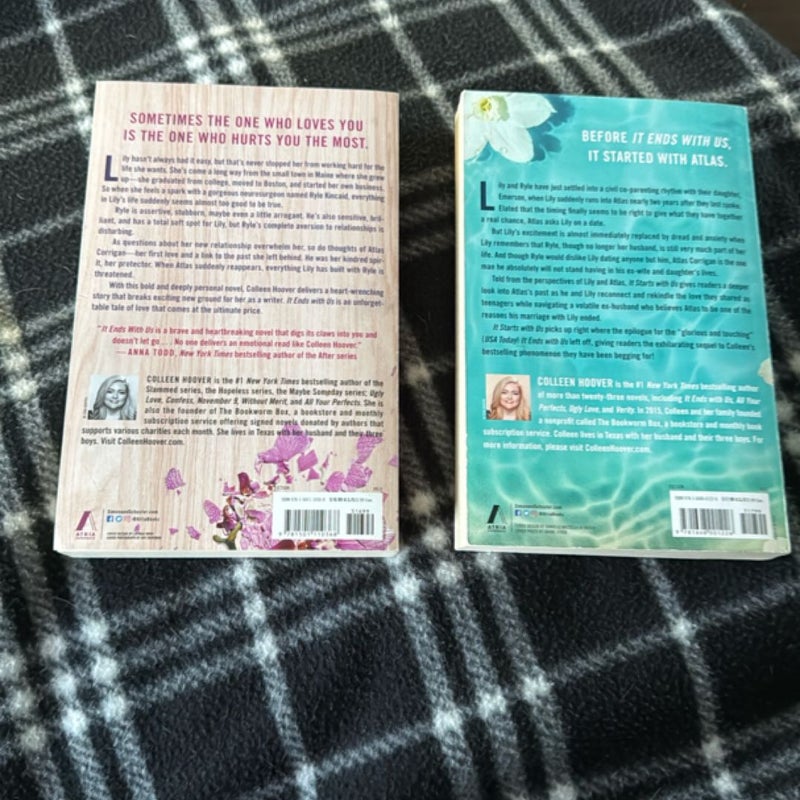 SOMETIMES THE ONE WHO LOVES YOU
IS THE ONE WHO HURTS YOU THE MOST.
Lily hasn't always had it easy, but that's never stopped her from working hard for the
life she wants. She's come a long way from the small town in Maine where she grew
up—she graduated from college, moved to Boston, and started her own business.
So when she feels a spark with a gorgeous neurosurgeon named Ryle Kincaid, everything
in Lily's life suddenly seems almost too good to be true.
Ryle is assertive, stubborn, maybe even a little arrogant. He's also sensitive, bril-
liant, and has a total soft spot for Lily, but Ryle's complete aversion to relationships is
disturbing.
As questions about her new relationship overwhelm her, so do thoughts of Atlas
Corrigan—her first love and a link to the past she left behind. He was her kindred spir-
it, her protector. When Atlas suddenly reappears, everything Lily has built with Ryle is
threatened.
With this bold and deeply personal novel, Colleen Hoover delivers a heart-wrenching
story that breaks exciting new ground for her as a writer. It Ends with Us is an unforget-
table tale of love that comes at the ultimate price.
"It Ends With Us is a brave and heartbreaking novel that digs its claws into you and
doesn't let go . . . . No one delivers an emotional read like Colleen Hoover."
— ANNA TODD, New York Times bestselling author of the After series
COLLEEN HOOVER is the #1 New York Times bestselling author of the
Slammed series, the Hopeless series, the Maybe Someday series; Ugly
Love, Confess, November 9, Without Merit, and All Your Perfects. She is
also the founder of The Bookworm Box, a bookstore and monthly
subscription service offering signed novels donated by authors that
supports various charities each month. She lives in Texas with her husband and their three
boys. Visit ColleenHoover.com.
SimonandSchuster.com
@AtriaBooks
ATRIA
BEFORE IT ENDS WITH US,
IT STARTED WITH ATLAS.
Lily and Ryle have just settled into a civil co-parenting rhythm with their daughter,
Emerson, when Lily suddenly runs into Atlas nearly two years after they last spoke.
Elated that the timing finally seems to be right to give what they have together
a real chance, Atlas asks Lily on a date.
But Lily's excitement is almost immediately replaced by dread and anxiety when
Lily remembers that Ryle, though no longer her husband, is still very much part of her
life. And though Ryle would dislike Lily dating anyone but him, Atlas Corrigan is the one
man he absolutely will not stand having in his ex-wife and daughter's lives.
Told from the perspectives of Lily and Atlas, It Starts with Us gives readers a deeper
look into Atlas's past as he and Lily reconnect and rekindle the love they shared as
teenagers while navigating a volatile ex-husband who believes Atlas to be one of the
reasons his marriage with Lily ended.
It Starts with Us picks up right where the epilogue for the "glorious and touching"
(USA Today) It Ends with Us left off, giving readers the exhilarating sequel to Colleen's
bestselling phenomenon they have been begging for!
COLLEEN HOOVER is the #1 New York Times bestselling author
of more than twenty-three novels, including It Ends with Us, All Your
Perfects, Ugly Love, and Verity. In 2015, Colleen and her family founded
a nonprofit called The Bookworm Box, a bookstore and monthly book
subscription service. Colleen lives in Texas with her husband and their three boys. For
more information, please visit ColleenHoover.com.
SimonandSchuster.com
@AtriaBooks
ATRIA